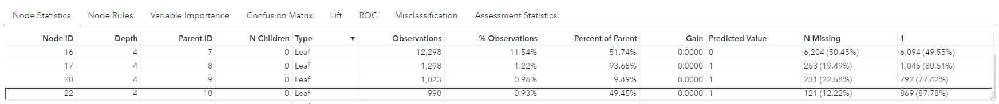 Node Statistics Node Rules Variable Importance Confusion Matrix Lift ROC Misclassification Assessment Statistics
Node ID Depth Parent ID N Children Type Observations % Observations Percent of Parent Gain Predicted Value N Missing 1
16 4 7 0 Leaf 12,298 11.54% 51.74% 0.0000 0 6,204 (50.45%) 6,094 (49.55%)
17 4 8 0 Leaf 1,298 1.22% 93.65% 0.0000 1 253 (19.49%) 1,045 (80.51%)
20 4 9 0 Leaf 1,023 0.96% 9.49% 0.0000 1 231 (22.58%) 792 (77.42%)
22 4 10 0 Leaf 990 0.93% 49.45% 0.0000 1 121 (12.22%) 869 (87.78%)